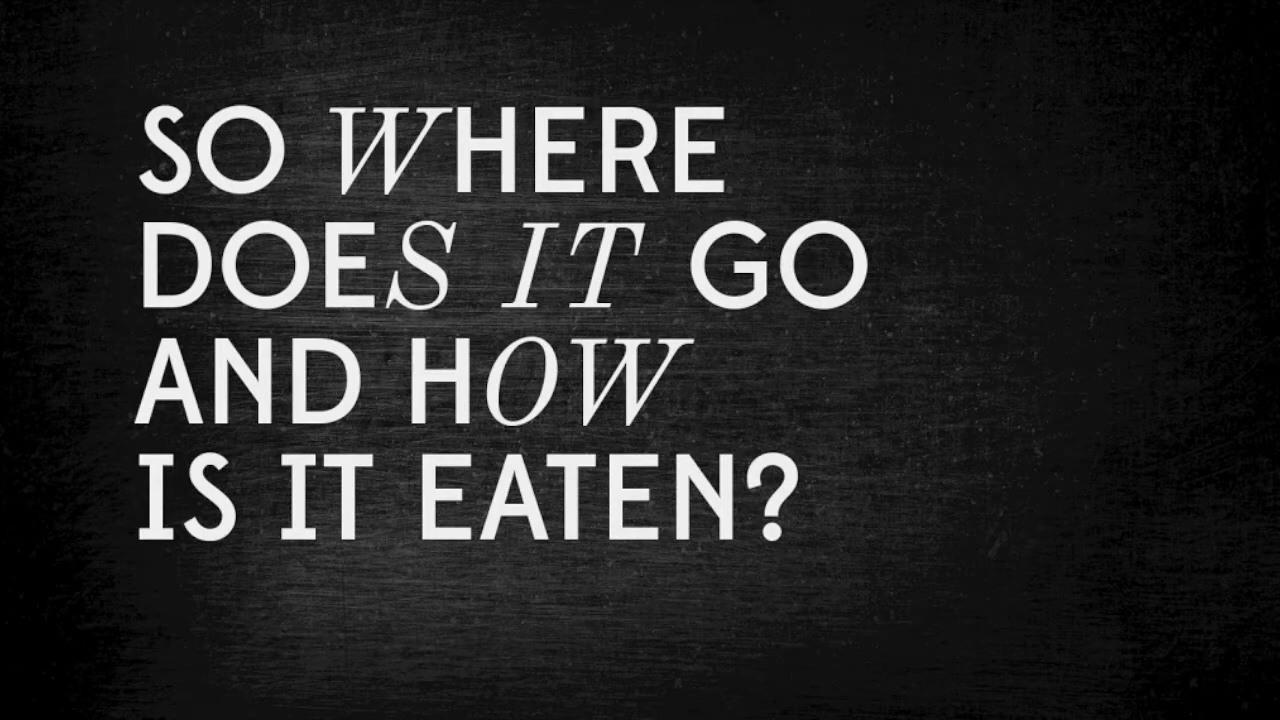 SO WHERE
DOES IT GO
AND HOW
IS IT EATEN?